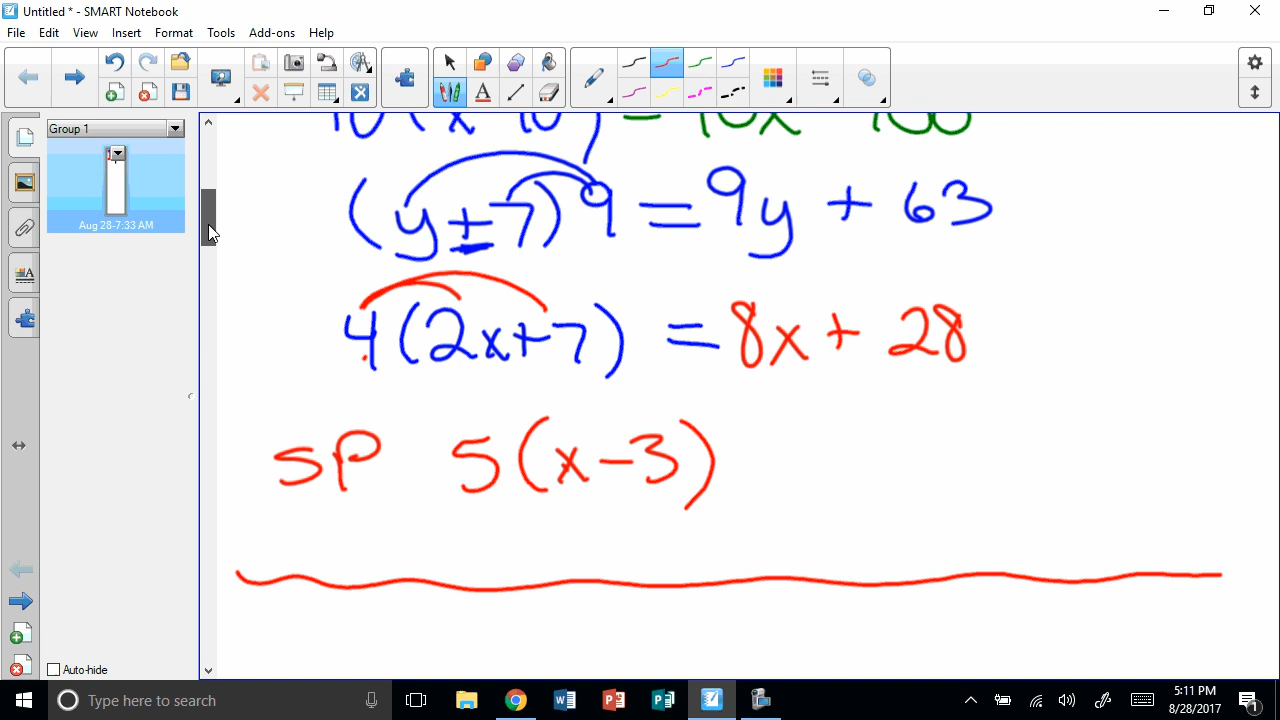 Untitled * - SMART Notebook
File Edit View Insert Format Tools Add-ons Help
Group 1
Aug 28-7:33 AM
(y+7)9 = 9y + 63
4(2x+7) = 8x + 28
SP 5(x-3)
Auto-hide
Type here to search
5:11 PM
8/28/2017
1